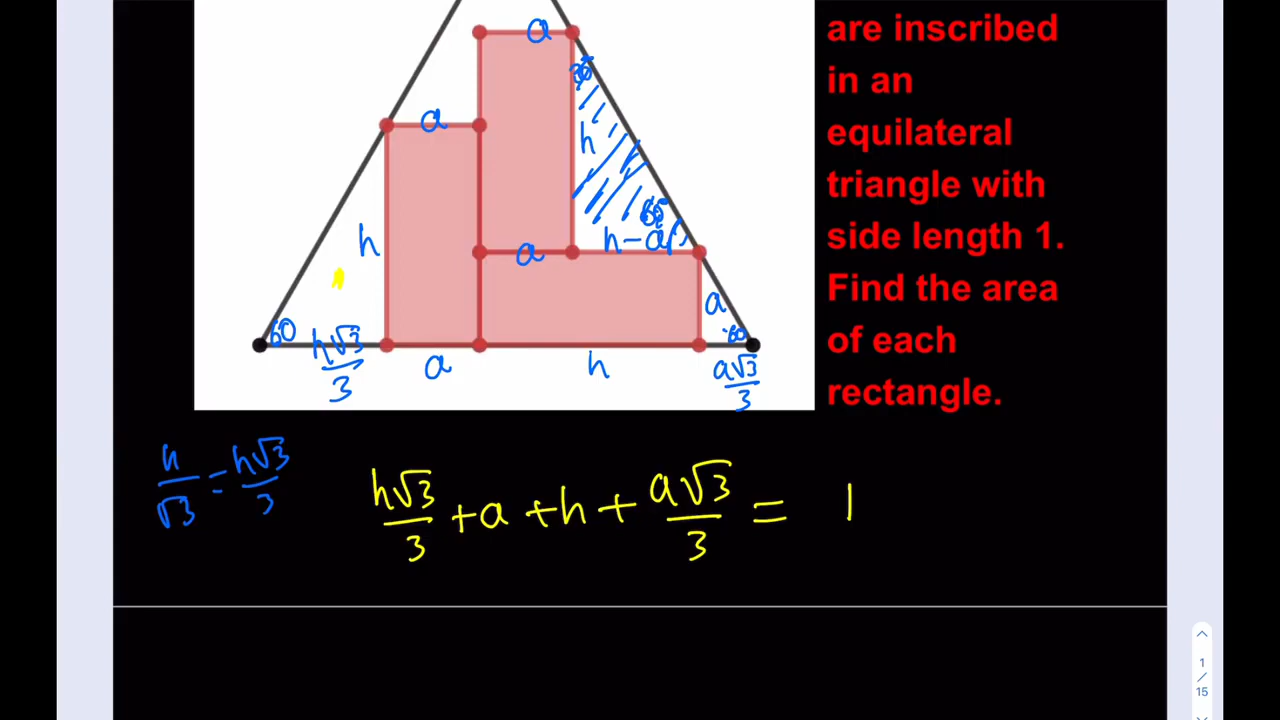 are inscribed
in an
equilateral
triangle with
side length 1.
Find the area
of each
rectangle.
a
30°
a
h
h
60°
a
h-a
a
60
h√3/3
a
h
60
a√3/3
h/√3 = h√3/3
h√3/3 + a + h + a√3/3 = 1
1
/
15